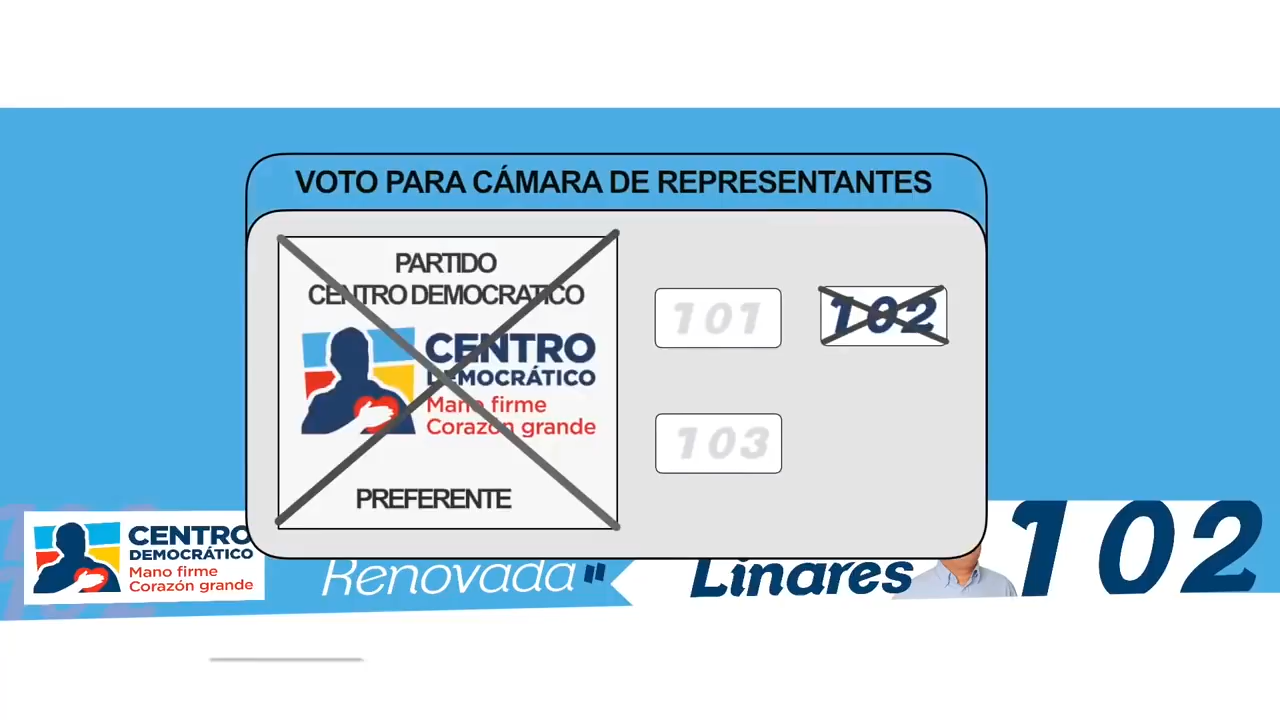 VOTO PARA CÁMARA DE REPRESENTANTES
PARTIDO
CENTRO DEMOCRATICO
CENTRO
DEMOCRÁTICO
Mano firme
Corazón grande
PREFERENTE
101
102
103
CENTRO
DEMOCRÁTICO
Mano firme
Corazón grande
Renovada"
Linares
102